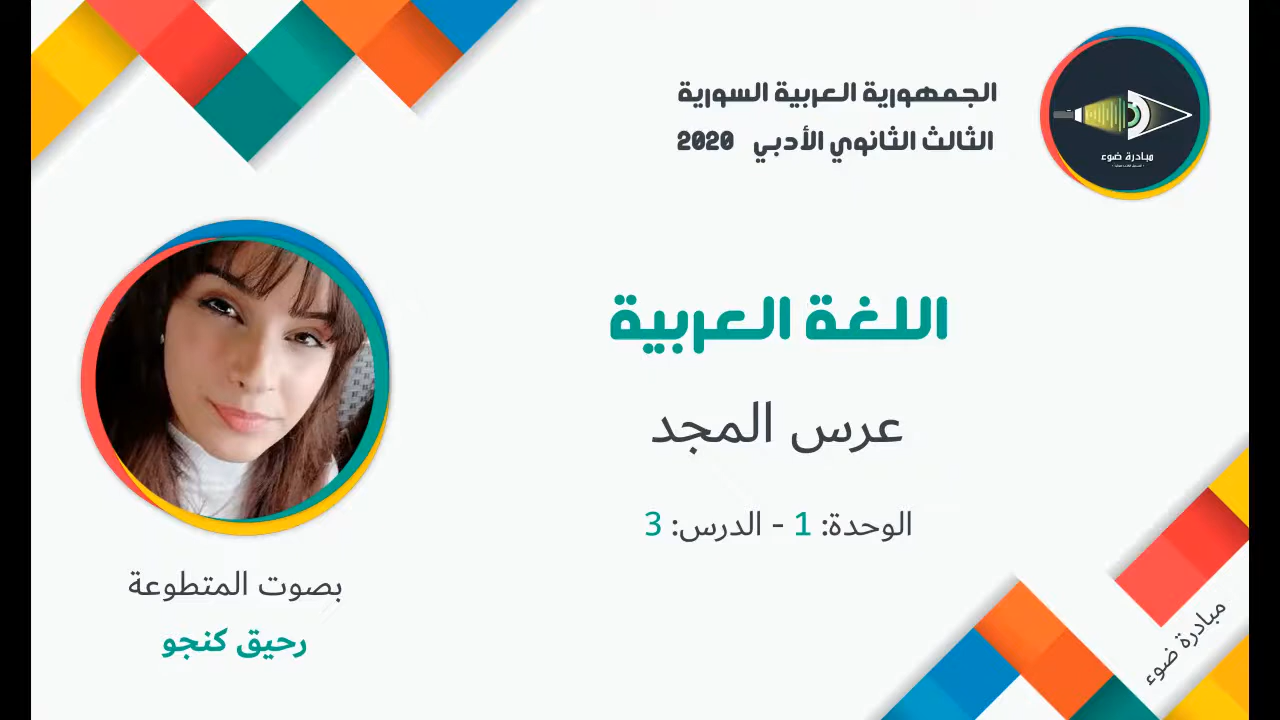 الجمهورية العربية السورية
الثالث الثانوي الأدبي 2020
مبادرة ضوء
اللغة العربية
عرس المجد
الوحدة: 1 - الدرس: 3
بصوت المتطوعة
رحيق كنجو
مبادرة ضوء